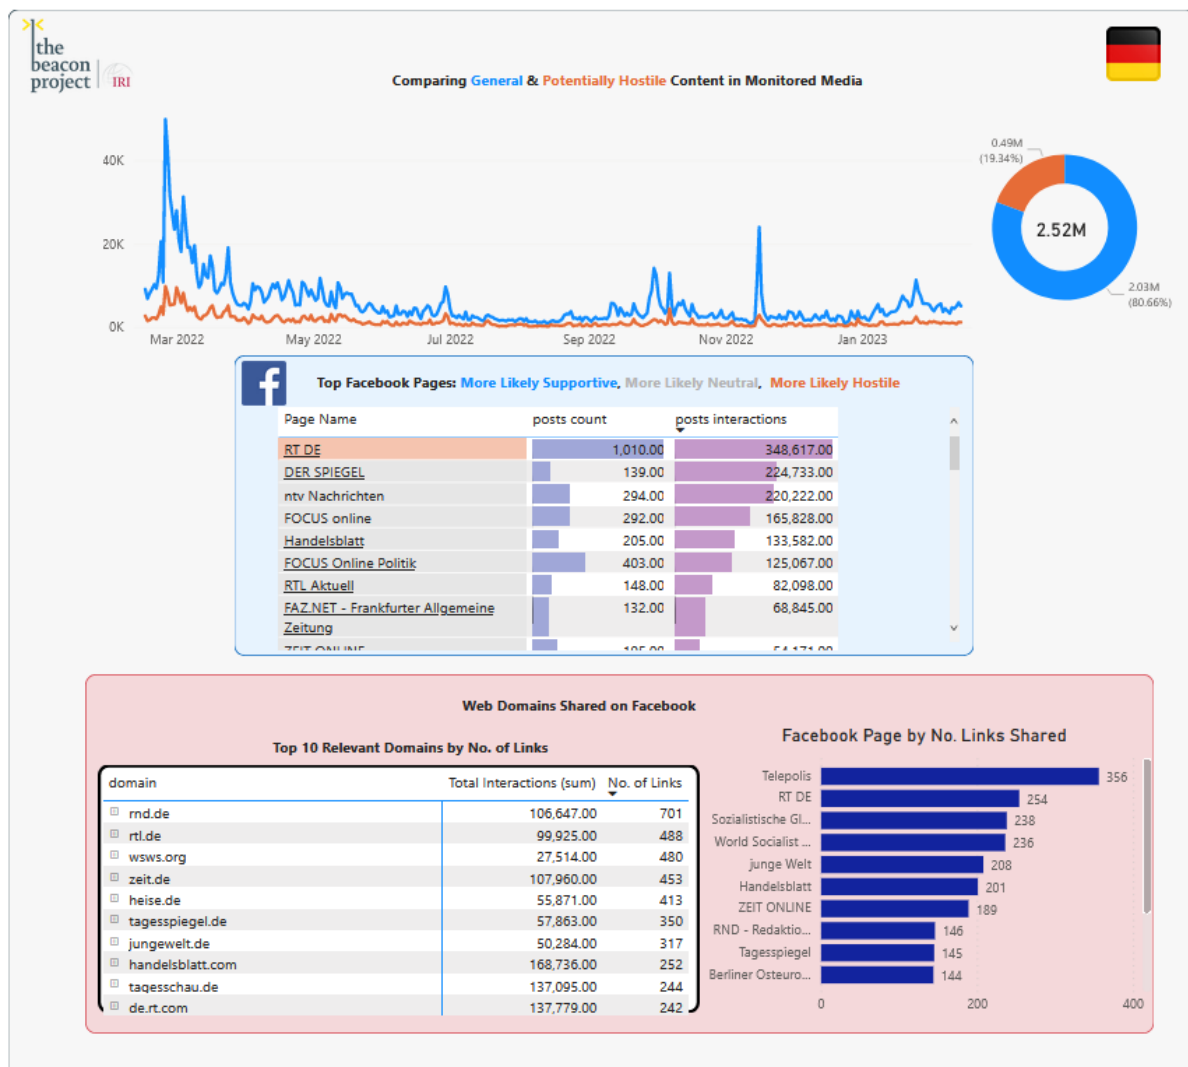 the
beacon
project
IRI
Comparing General & Potentially Hostile Content in Monitored Media
40K
20K
0K
Mar 2022
May 2022
Jul 2022
Sep 2022
Nov 2022
Jan 2023
0.49M
(19.34%)
2.52M
2.03M
(80.66%)
Top Facebook Pages: More Likely Supportive, More Likely Neutral, More Likely Hostile
Page Name posts count posts interactions
RT DE 1,010.00 348,617.00
DER SPIEGEL 139.00 224,733.00
ntv Nachrichten 294.00 220,222.00
FOCUS online 292.00 165,828.00
Handelsblatt 205.00 133,582.00
FOCUS Online Politik 403.00 125,067.00
RTL Aktuell 148.00 82,098.00
FAZ.NET - Frankfurter Allgemeine 132.00 68,845.00
Zeitung
ZEIT ONLINE
Web Domains Shared on Facebook
Top 10 Relevant Domains by No. of Links
domain Total Interactions (sum) No. of Links
rnd.de 106,647.00 701
rtl.de 99,925.00 488
wsws.org 27,514.00 480
zeit.de 107,960.00 453
heise.de 55,871.00 413
tagesspiegel.de 57,863.00 350
jungewelt.de 50,284.00 317
handelsblatt.com 168,736.00 252
tagesschau.de 137,095.00 244
de.rt.com 137,779.00 242
Facebook Page by No. Links Shared
Telepolis 356
RT DE 254
Sozialistische Gl... 238
World Socialist ... 236
junge Welt 208
Handelsblatt 201
ZEIT ONLINE 189
RND - Redaktio... 146
Tagesspiegel 145
Berliner Osteuro... 144
0 200 400